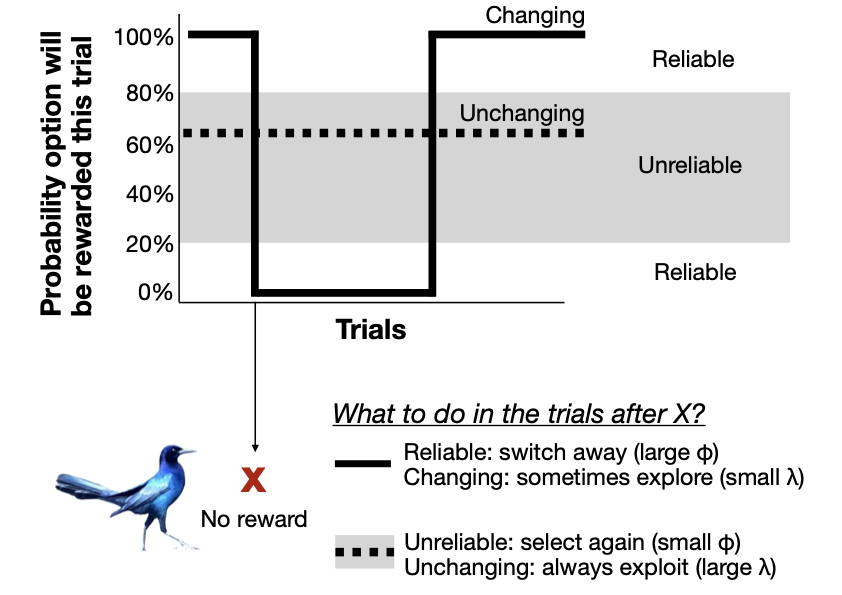 Probability option will
be rewarded this trial
100%
80%
60%
40%
20%
0%
Changing
Unchanging
Reliable
Unreliable
Reliable
Trials
X
No reward
What to do in the trials after X?
Reliable: switch away (large ϕ)
Changing: sometimes explore (small λ)
Unreliable: select again (small ϕ)
Unchanging: always exploit (large λ)